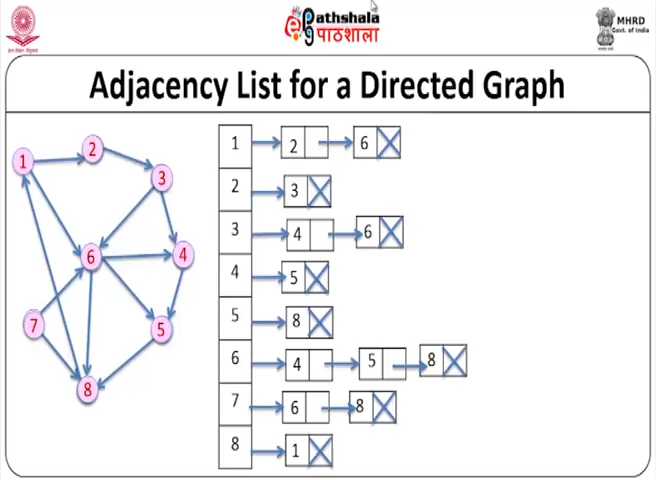 ePathshala
पाठशाला
MHRD
Govt. of India
Adjacency List for a Directed Graph
1
2
3
4
5
6
7
8
1 2 6
2 3
3 4 6
4 5
5 8
6 4 5 8
7 6 8
8 1